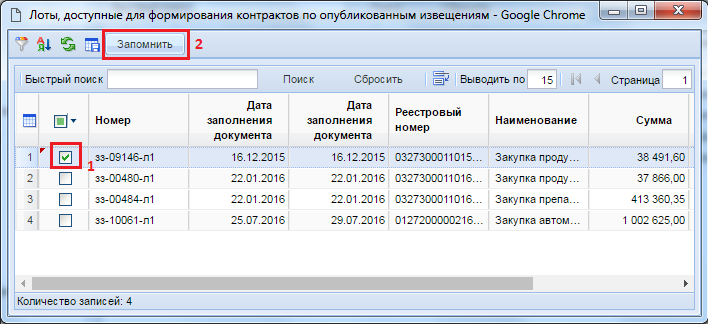 Лоты, доступные для формирования контрактов по опубликованным извещениям - Google Chrome
Запомнить 2
Быстрый поиск Поиск Сбросить Выводить по 15 Страница 1
Номер Дата заполнения документа Дата заполнения документа Реестровый номер Наименование Сумма
1 1 зз-09146-л1 16.12.2015 16.12.2015 0327300011015... Закупка проду... 38 491,60
2 зз-00480-л1 22.01.2016 22.01.2016 0327300011016... Закупка проду... 37 866,00
3 зз-00484-л1 22.01.2016 22.01.2016 0327300011016... Закупка препа... 413 360,35
4 зз-10061-л1 25.07.2016 29.07.2016 0127200000216... Закупка автом... 1 002 625,00
Количество записей: 4